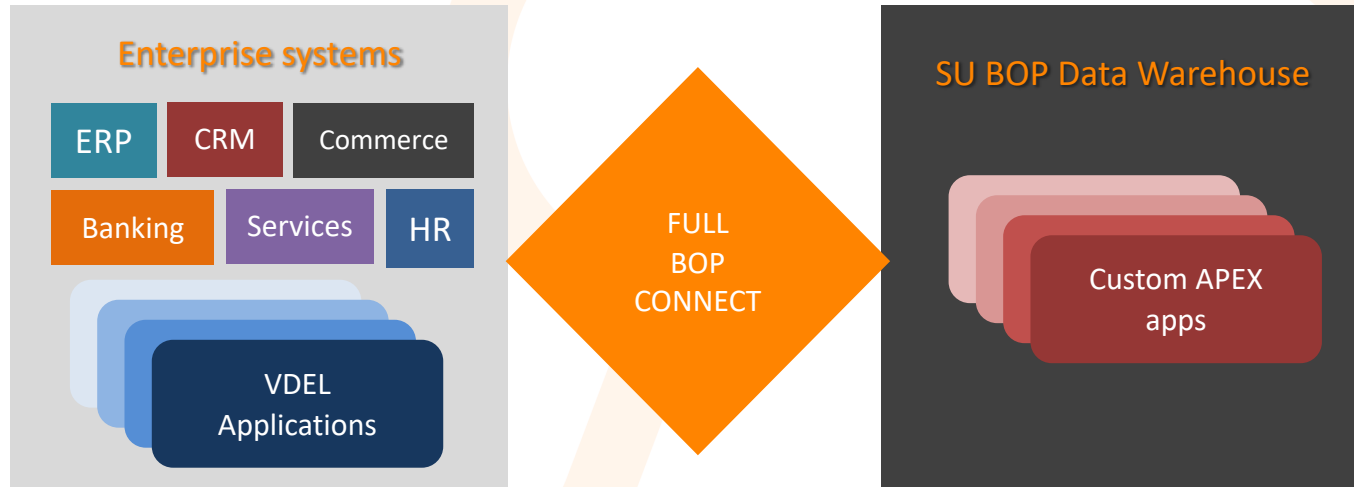 Enterprise systems
ERP
CRM
Commerce
Banking
Services
HR
VDEL
Applications
FULL
BOP
CONNECT
SU BOP Data Warehouse
Custom APEX
apps